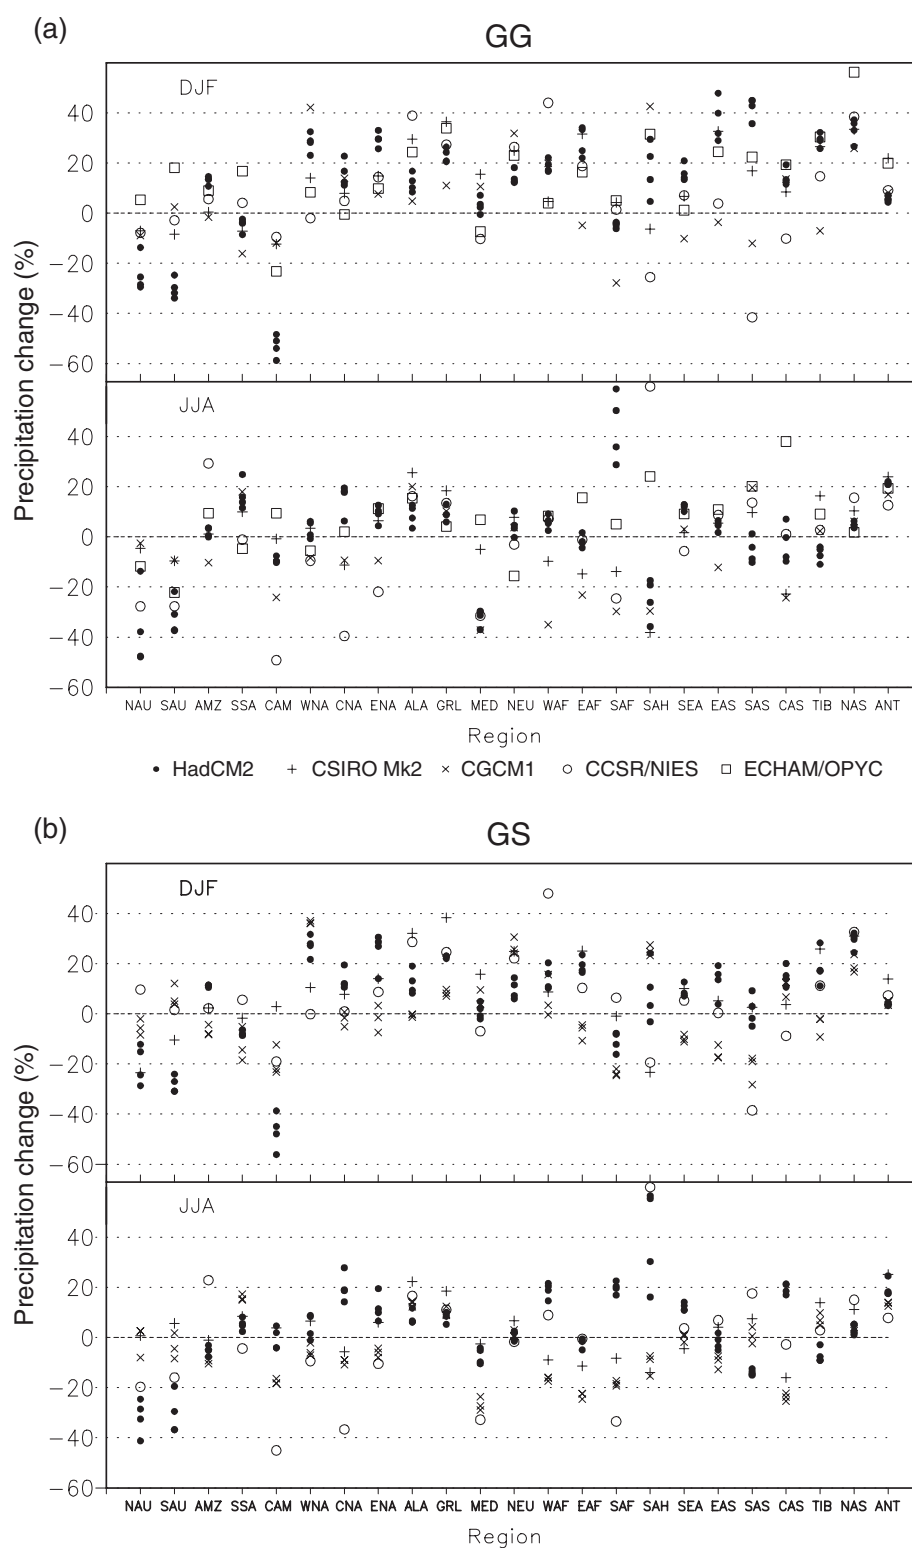 (a)
GG
DJF
40
20
0
−20
−40
−60
JJA
40
20
0
−20
−40
−60
Precipitation change (%)
NAU SAU AMZ SSA CAM WNA CNA ENA ALA GRL MED NEU WAF EAF SAF SAH SEA EAS SAS CAS TIB NAS ANT
Region
HadCM2 CSIRO Mk2 CGCM1 CCSR/NIES ECHAM/OPYC
(b)
GS
DJF
40
20
0
−20
−40
−60
JJA
40
20
0
−20
−40
−60
Precipitation change (%)
NAU SAU AMZ SSA CAM WNA CNA ENA ALA GRL MED NEU WAF EAF SAF SAH SEA EAS SAS CAS TIB NAS ANT
Region